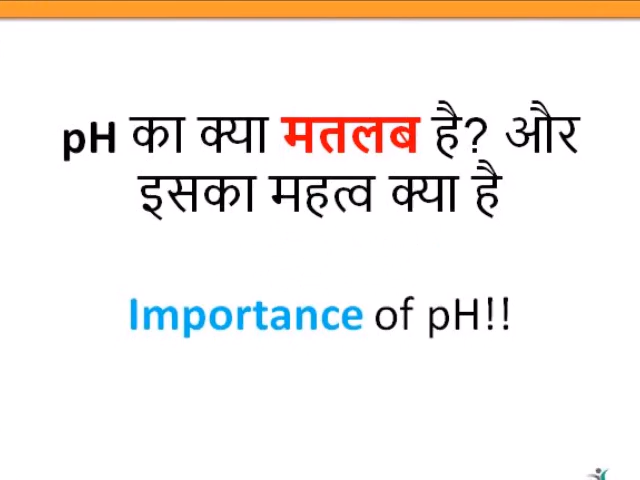 pH का क्या मतलब है? और
इसका महत्व क्या है
Importance of pH!!